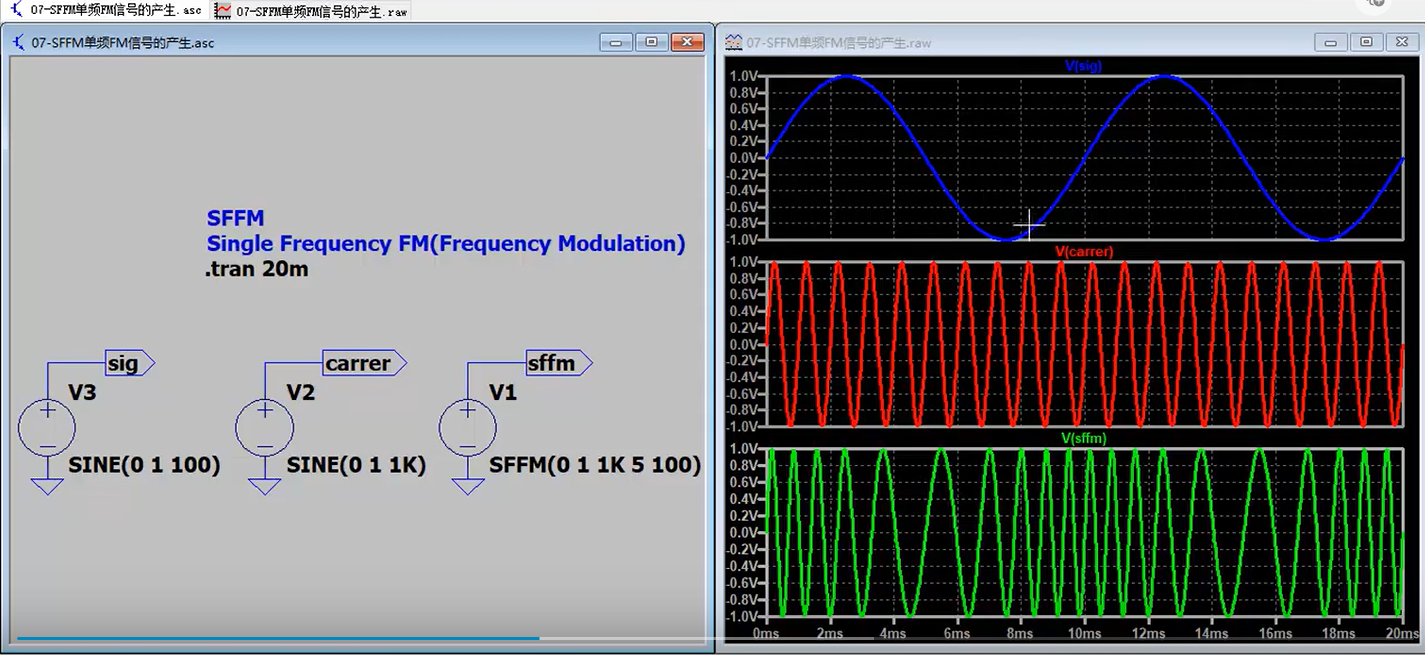 07-SFFM单频FM信号的产生.asc
07-SFFM单频FM信号的产生.raw
07-SFFM单频FM信号的产生.asc
SFFM
Single Frequency FM(Frequency Modulation)
.tran 20m
sig
carrer
sffm
V3
V2
V1
SINE(0 1 100)
SINE(0 1 1K)
SFFM(0 1 1K 5 100)
07-SFFM单频FM信号的产生.raw
V(sig)
1.0V
0.8V
0.6V
0.4V
0.2V
0.0V
-0.2V
-0.4V
-0.6V
-0.8V
-1.0V
V(carrer)
1.0V
0.8V
0.6V
0.4V
0.2V
0.0V
-0.2V
-0.4V
-0.6V
-0.8V
-1.0V
V(sffm)
1.0V
0.8V
0.6V
0.4V
0.2V
0.0V
-0.2V
-0.4V
-0.6V
-0.8V
-1.0V
0ms 2ms 4ms 6ms 8ms 10ms 12ms 14ms 16ms 18ms 20ms